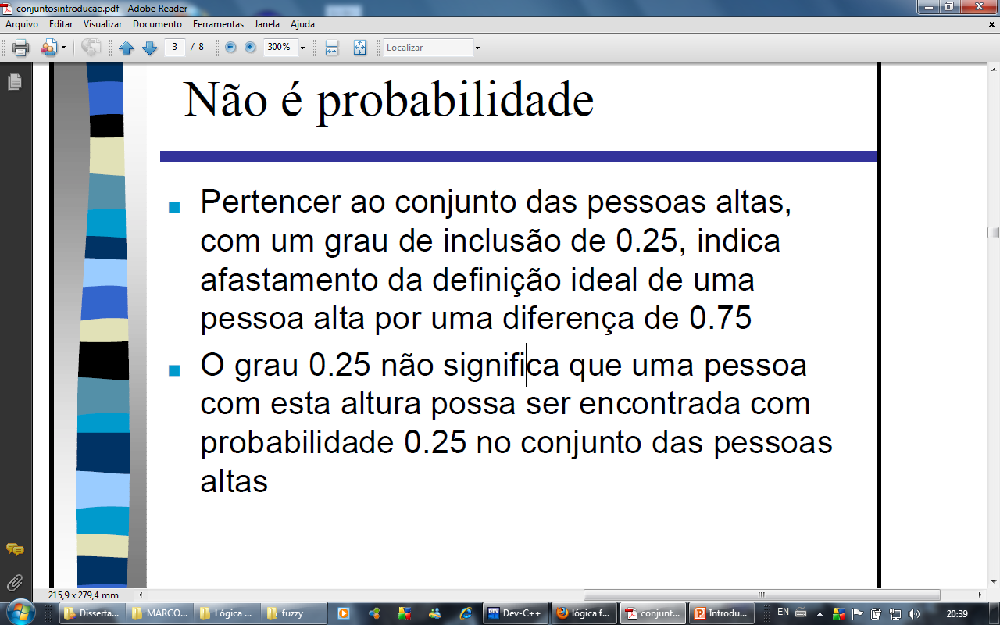 conjuntosintroducao.pdf - Adobe Reader
Arquivo Editar Visualizar Documento Ferramentas Janela Ajuda
3 / 8 300% Localizar
Não é probabilidade
Pertencer ao conjunto das pessoas altas,
com um grau de inclusão de 0.25, indica
afastamento da definição ideal de uma
pessoa alta por uma diferença de 0.75
O grau 0.25 não significa que uma pessoa
com esta altura possa ser encontrada com
probabilidade 0.25 no conjunto das pessoas
altas
215,9 x 279,4 mm
Disserta... MARCO... Lógica ... fuzzy Dev-C++ lógica f... conjunt... Introdu... EN 20:39